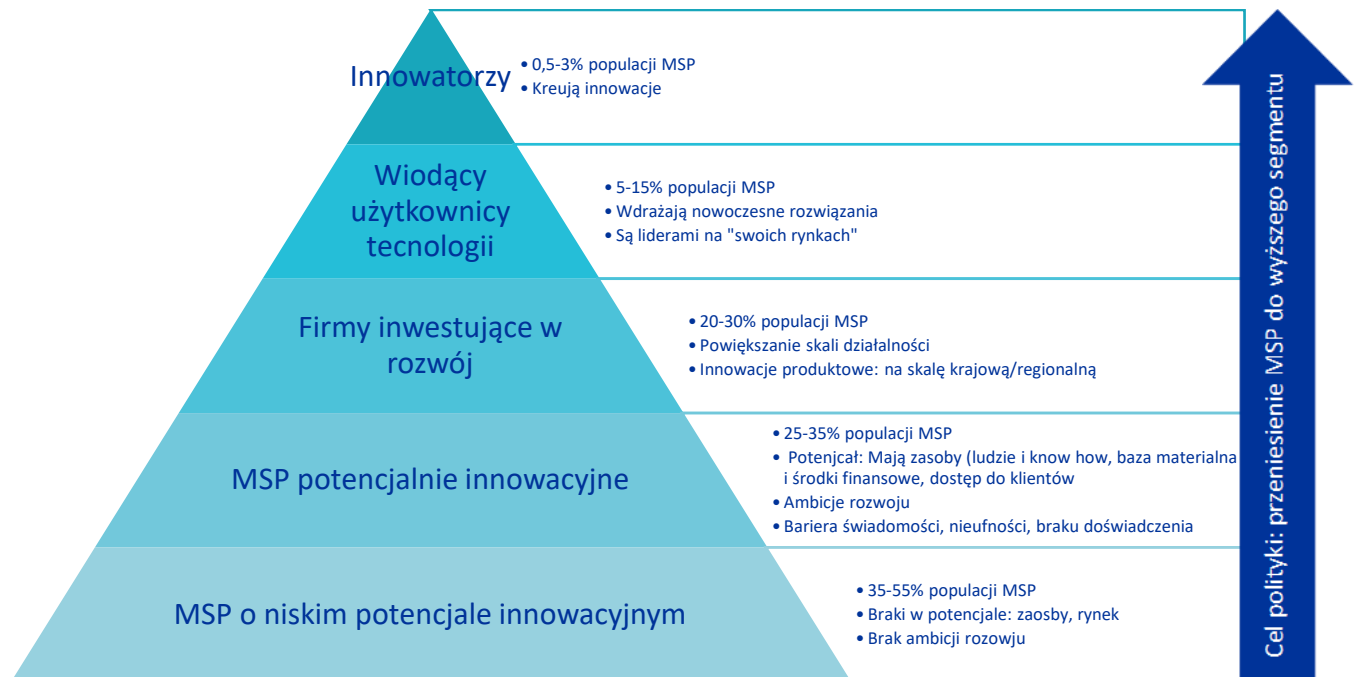 Innowatorzy
• 0,5-3% populacji MSP
• Kreują innowacje
Wiodący
użytkownicy
tecnologii
• 5-15% populacji MSP
• Wdrażają nowoczesne rozwiązania
• Są liderami na "swoich rynkach"
Firmy inwestujące w
rozwój
• 20-30% populacji MSP
• Powiększanie skali działalności
• Innowacje produktowe: na skalę krajową/regionalną
MSP potencjalnie innowacyjne
• 25-35% populacji MSP
• Potenjcał: Mają zasoby (ludzie i know how, baza materialna
i środki finansowe, dostęp do klientów
• Ambicje rozwoju
• Bariera świadomości, nieufności, braku doświadczenia
MSP o niskim potencjale innowacyjnym
• 35-55% populacji MSP
• Braki w potencjale: zaosby, rynek
• Brak ambicji rozowju
Cel polityki: przeniesienie MSP do wyższego segmentu